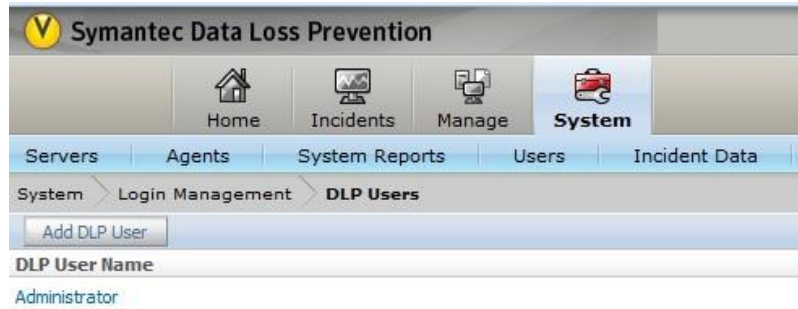 Symantec Data Loss Prevention
Home Incidents Manage System
Servers Agents System Reports Users Incident Data
System Login Management DLP Users
Add DLP User
DLP User Name
Administrator